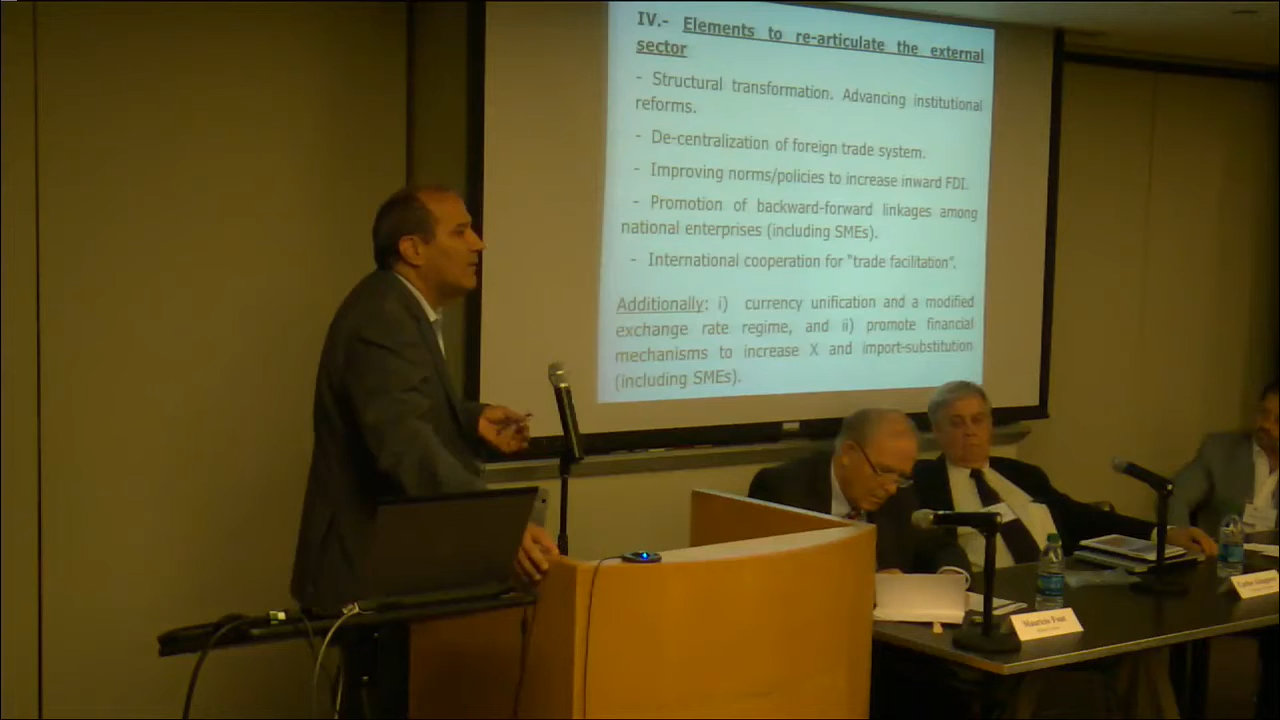 IV.- Elements to re-articulate the external
sector
- Structural transformation. Advancing institutional
reforms.
- De-centralization of foreign trade system.
- Improving norms/policies to increase inward FDI.
- Promotion of backward-forward linkages among
national enterprises (including SMEs).
- International cooperation for "trade facilitation".
Additionally: i) currency unification and a modified
exchange rate regime, and ii) promote financial
mechanisms to increase X and import-substitution
(including SMEs).
Mauricio Font
Carlos